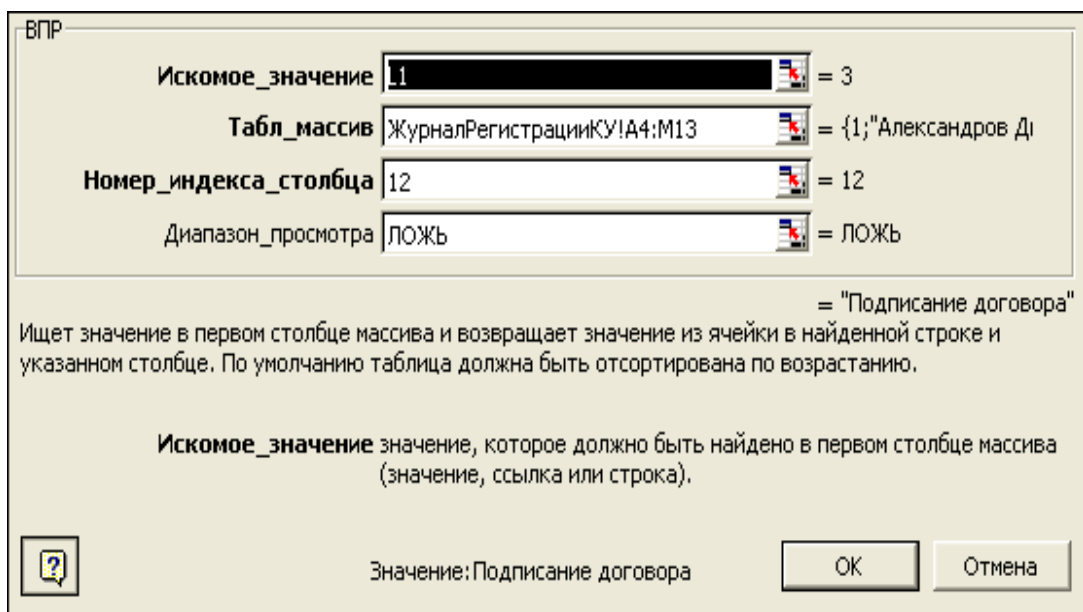 ВПР
Искомое_значение L1 = 3
Табл_массив ЖурналРегистрацииКУ!A4:M13 = {1;"Александров Д
Номер_индекса_столбца 12 = 12
Диапазон_просмотра ЛОЖЬ = ЛОЖЬ
= "Подписание договора"
Ищет значение в первом столбце массива и возвращает значение из ячейки в найденной строке и
указанном столбце. По умолчанию таблица должна быть отсортирована по возрастанию.
Искомое_значение значение, которое должно быть найдено в первом столбце массива
(значение, ссылка или строка).
? Значение:Подписание договора OK Отмена